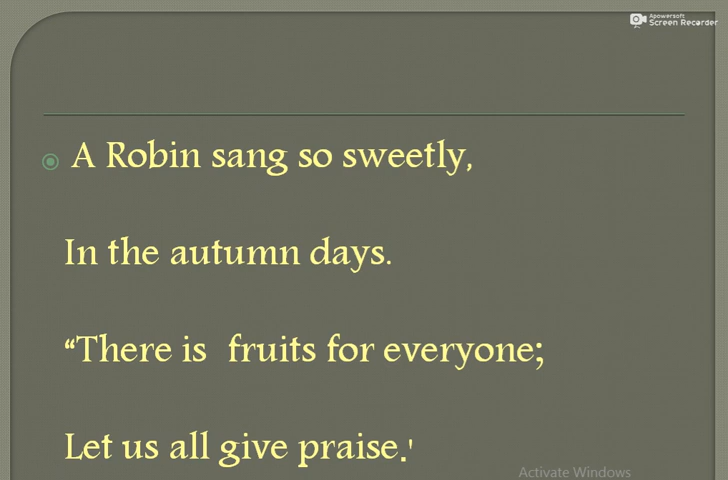 Apowersoft
Screen Recorder
A Robin sang so sweetly,
In the autumn days.
“There is fruits for everyone;
Let us all give praise.'
Activate Windows